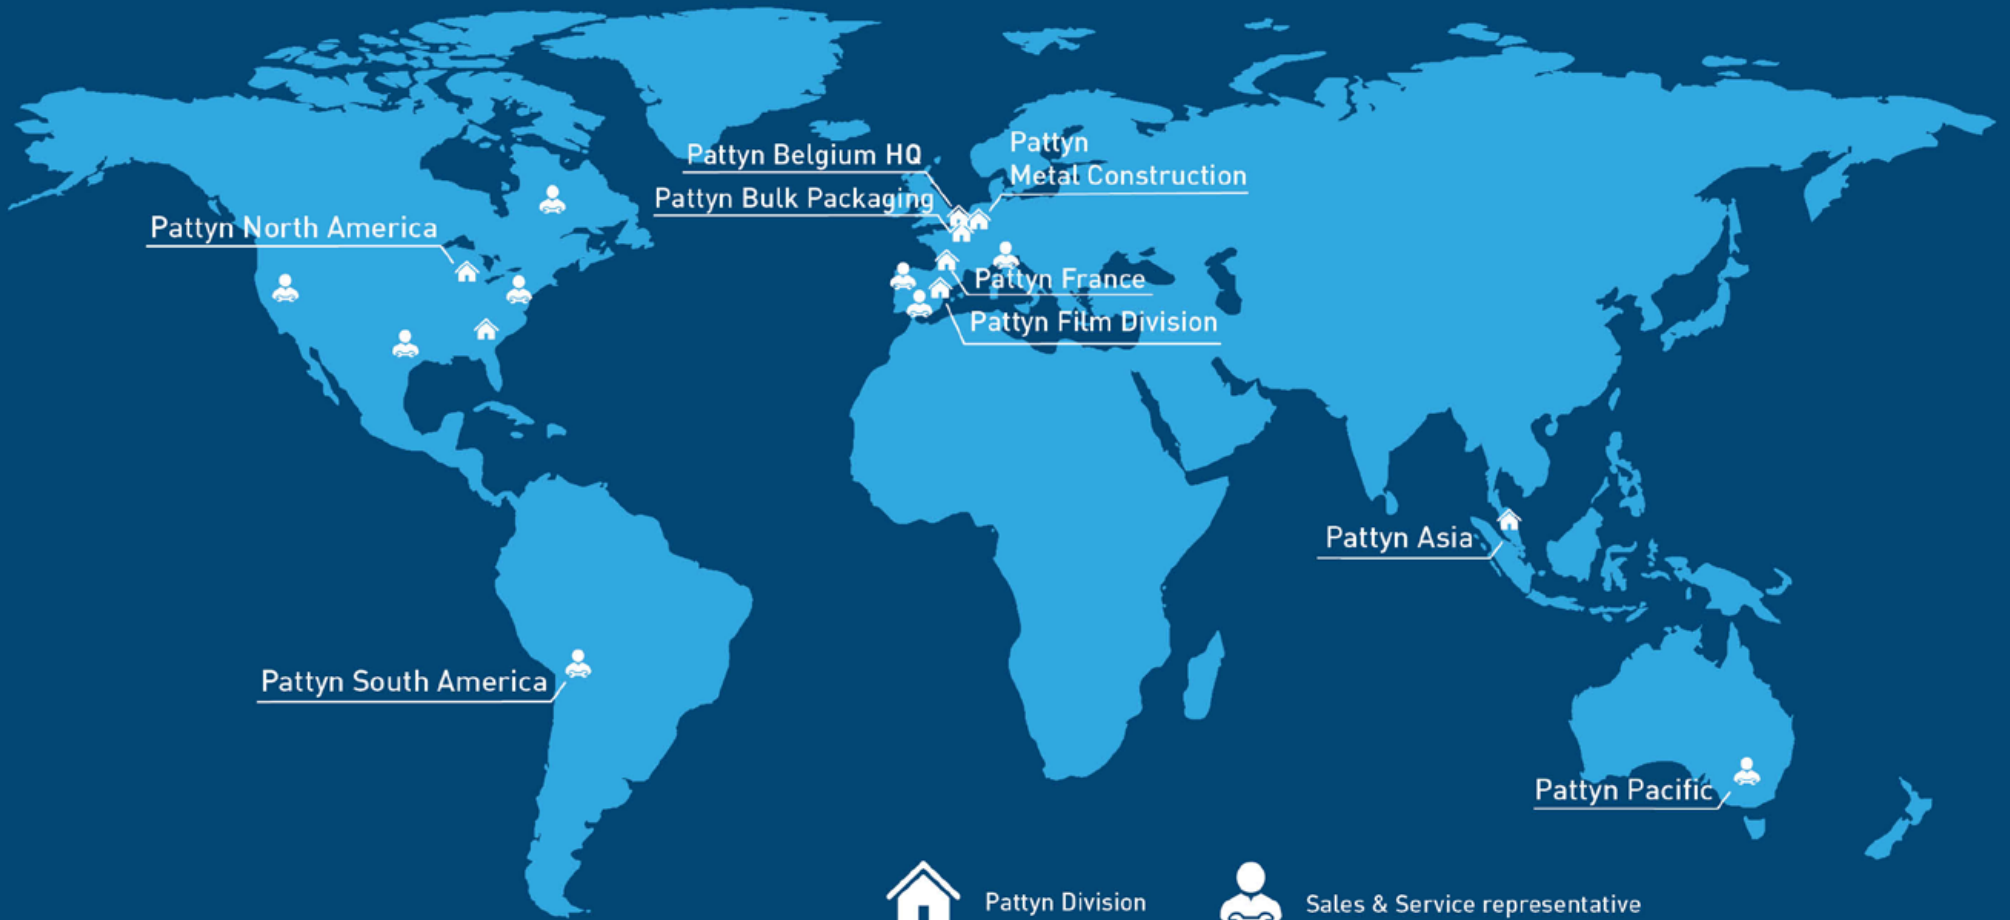 Pattyn Belgium HQ
Pattyn
Metal Construction
Pattyn Bulk Packaging
Pattyn North America
Pattyn France
Pattyn Film Division
Pattyn Asia
Pattyn South America
Pattyn Pacific
Pattyn Division
Sales & Service representative